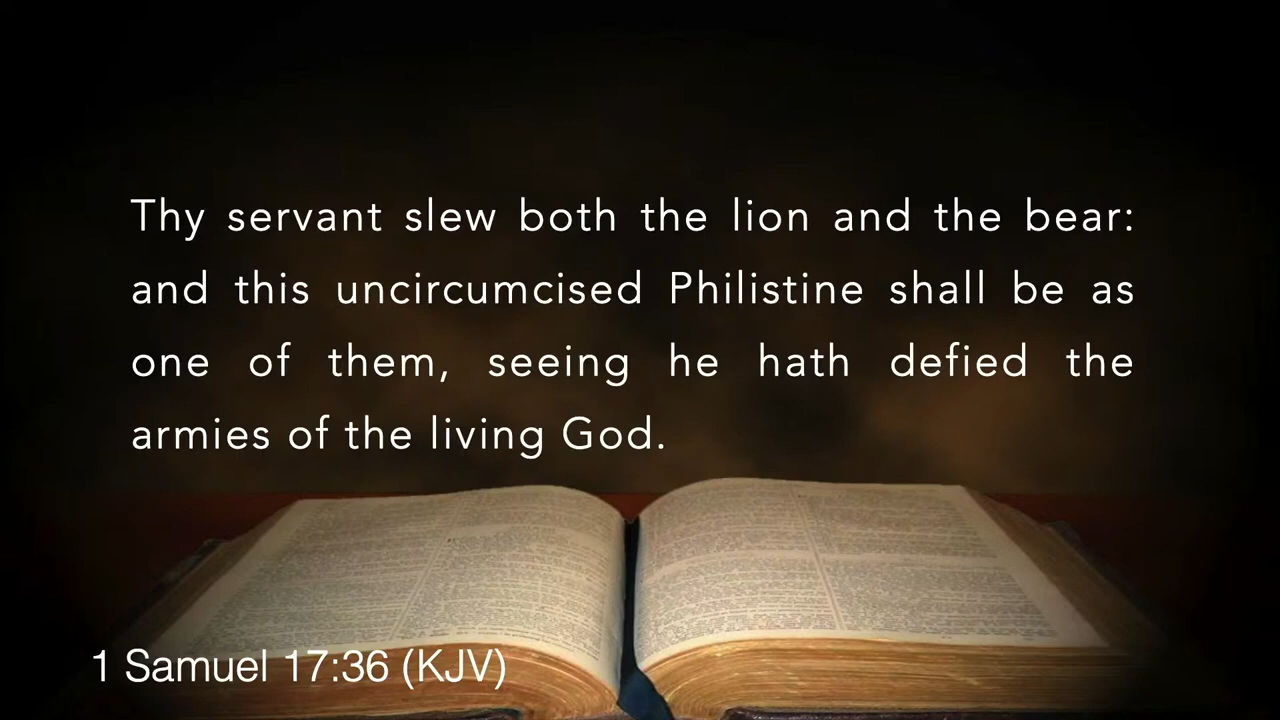 Thy servant slew both the lion and the bear:
and this uncircumcised Philistine shall be as
one of them, seeing he hath defied the
armies of the living God.
1 Samuel 17:36 (KJV)